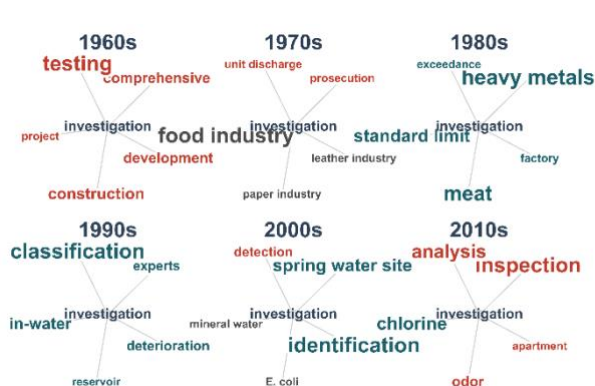 1960s
testing
comprehensive
investigation
project
development
construction
1970s
unit discharge
prosecution
investigation
food industry
leather industry
paper industry
1980s
exceedance
heavy metals
investigation
standard limit
factory
meat
1990s
classification
experts
investigation
in-water
deterioration
reservoir
2000s
detection
spring water site
investigation
mineral water
identification
E. coli
2010s
analysis
inspection
investigation
chlorine
apartment
odor